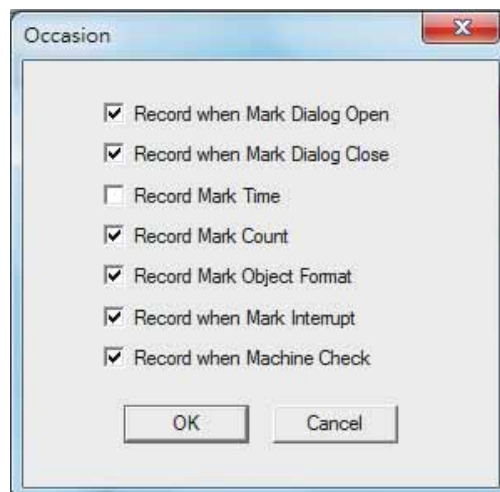 Occasion
Record when Mark Dialog Open
Record when Mark Dialog Close
Record Mark Time
Record Mark Count
Record Mark Object Format
Record when Mark Interrupt
Record when Machine Check
OK Cancel